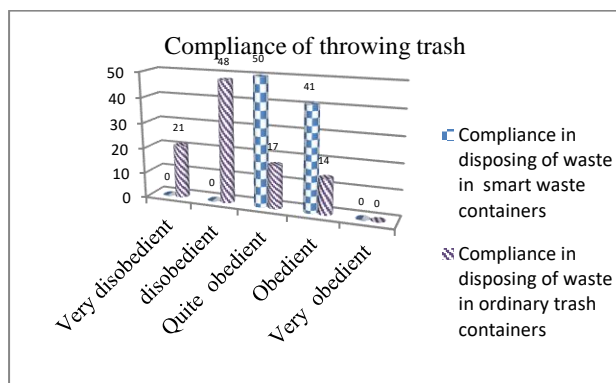 Compliance of throwing trash
50
40
30
20
10
0
0
21
0
48
50
17
41
14
0
0
Very disobedient
disobedient
Quite obedient
Obedient
Very obedient
Compliance in
disposing of waste
in smart waste
containers
Compliance in
disposing of waste
in ordinary trash
containers